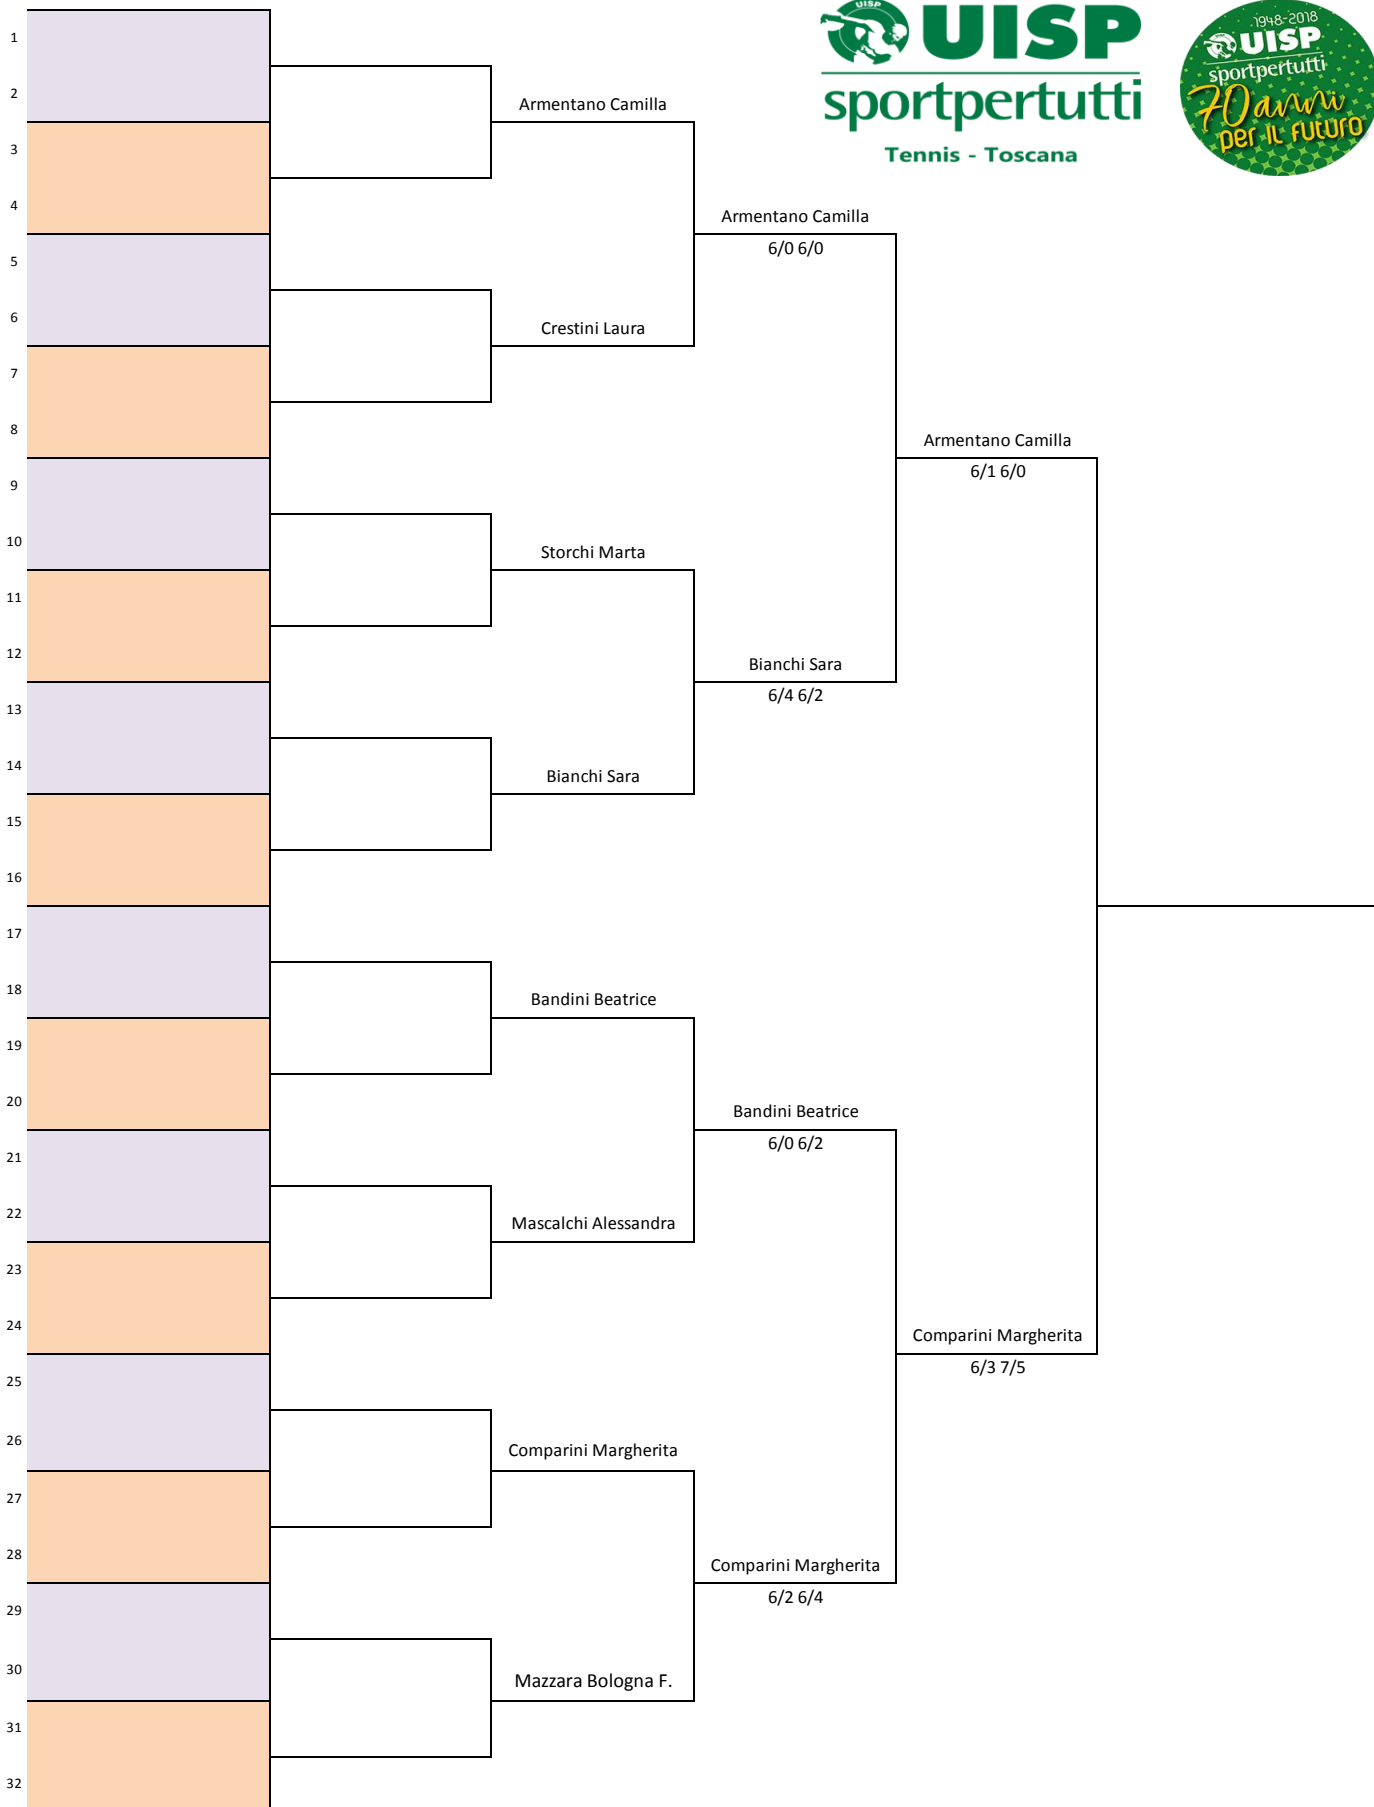 UISP
UISP
sportpertutti
Tennis - Toscana
1948-2018
UISP
sportpertutti
70 anni
per il futuro
1
2
Armentano Camilla
3
4
Armentano Camilla
6/0 6/0
5
6
Crestini Laura
7
8
Armentano Camilla
6/1 6/0
9
10
Storchi Marta
11
12
Bianchi Sara
6/4 6/2
13
14
Bianchi Sara
15
16
17
18
Bandini Beatrice
19
20
Bandini Beatrice
6/0 6/2
21
22
Mascalchi Alessandra
23
24
Comparini Margherita
6/3 7/5
25
26
Comparini Margherita
27
28
Comparini Margherita
6/2 6/4
29
30
Mazzara Bologna F.
31
32